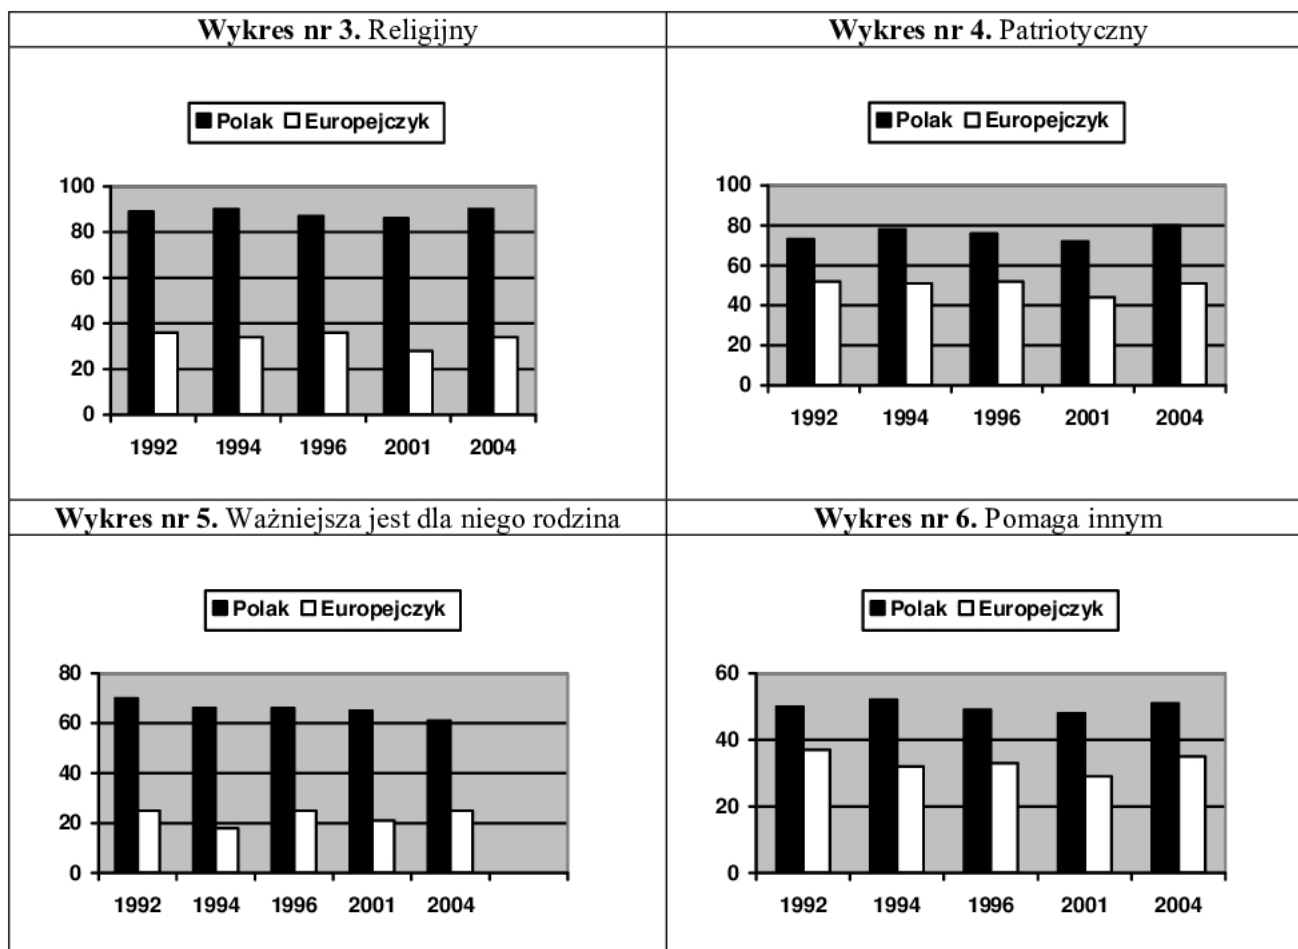 Wykres nr 3. Religijny
Polak Europejczyk
100
80
60
40
20
0
1992 1994 1996 2001 2004
Wykres nr 4. Patriotyczny
Polak Europejczyk
100
80
60
40
20
0
1992 1994 1996 2001 2004
Wykres nr 5. Ważniejsza jest dla niego rodzina
Polak Europejczyk
80
60
40
20
0
1992 1994 1996 2001 2004
Wykres nr 6. Pomaga innym
Polak Europejczyk
60
40
20
0
1992 1994 1996 2001 2004